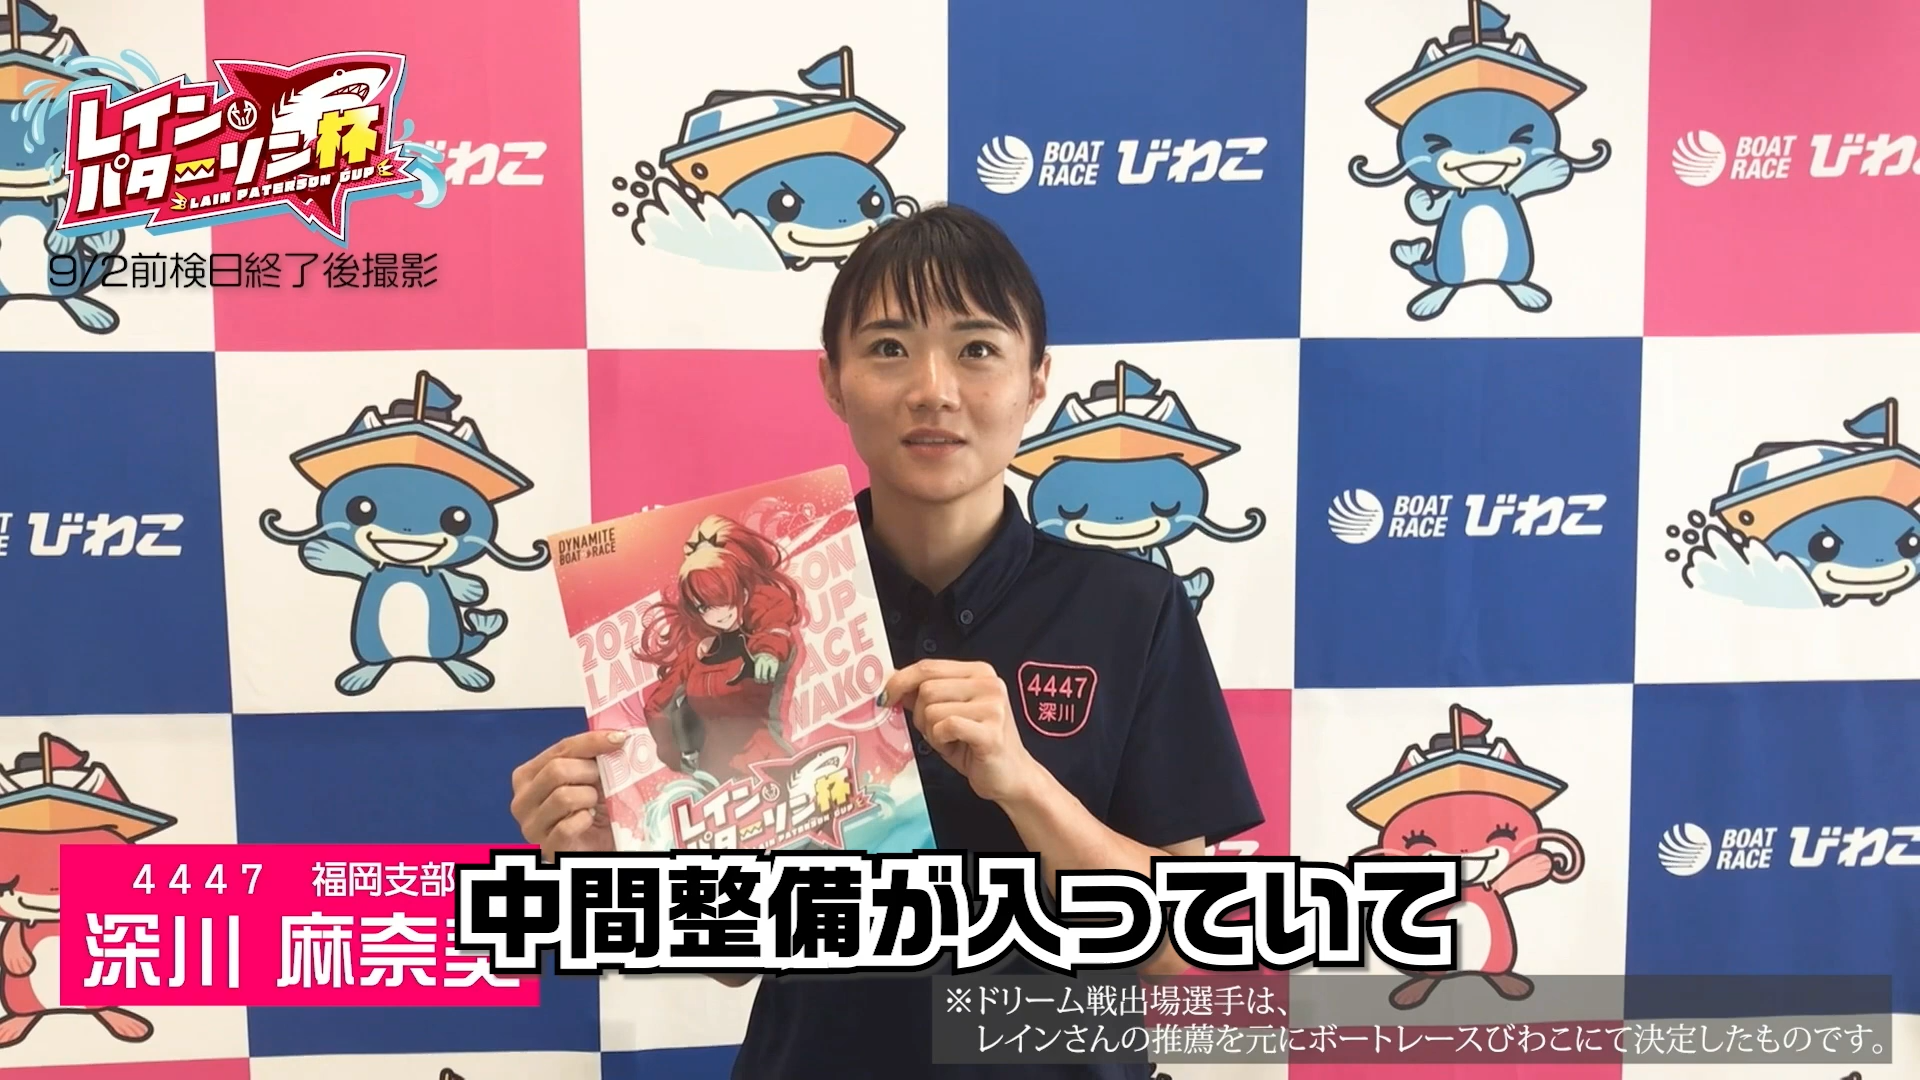 レイン
パターソン杯
LAIN PATERSON CUP
9/2前検日終了後撮影
びわこ
BOAT RACE びわこ
BOAT RACE びわ
びわこ
BOAT RACE びわこ
BOAT RACE びわこ
DYNAMITE
BOAT RACE
レイン
パターソン杯
PATERSON CUP
4447
深川
4447 福岡支部
深川 麻奈美
中間整備が入っていて
※ドリーム戦出場選手は、
レインさんの推薦を元にボートレースびわこにて決定したものです。